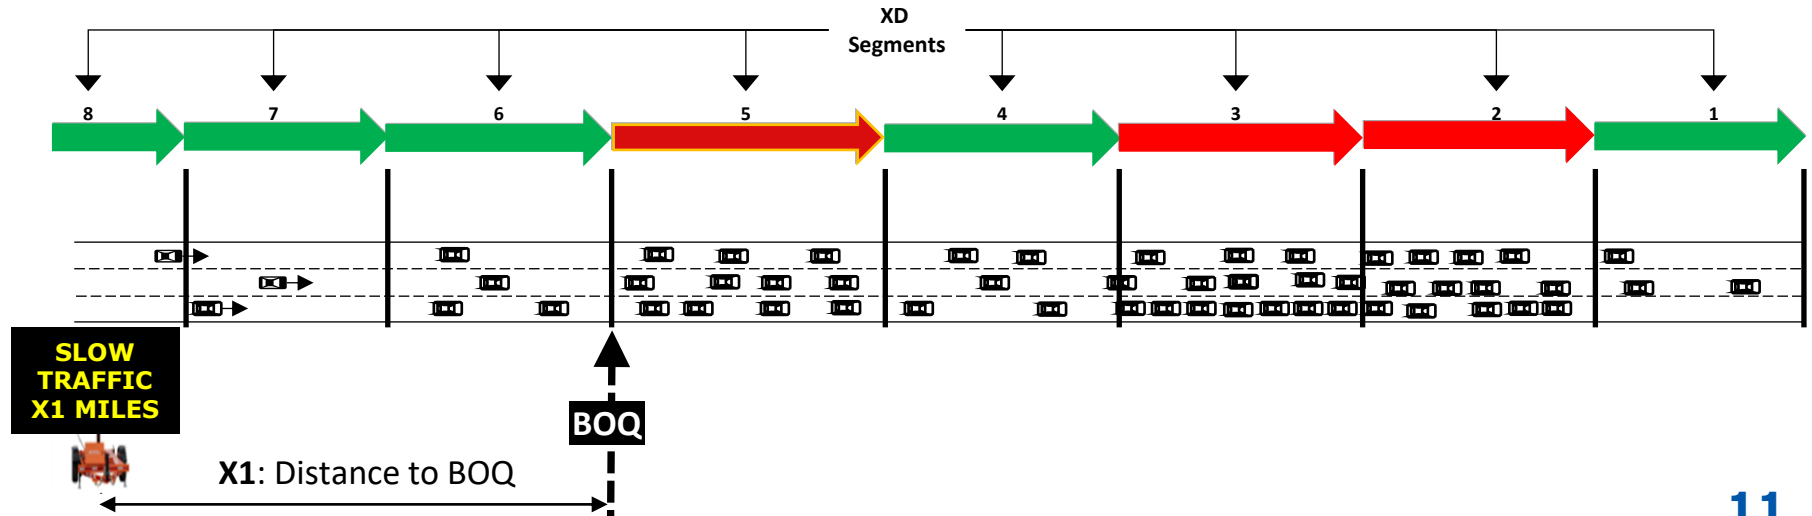 XD
Segments
8
7
6
5
4
3
2
1
SLOW
TRAFFIC
X1 MILES
BOQ
X1: Distance to BOQ
11